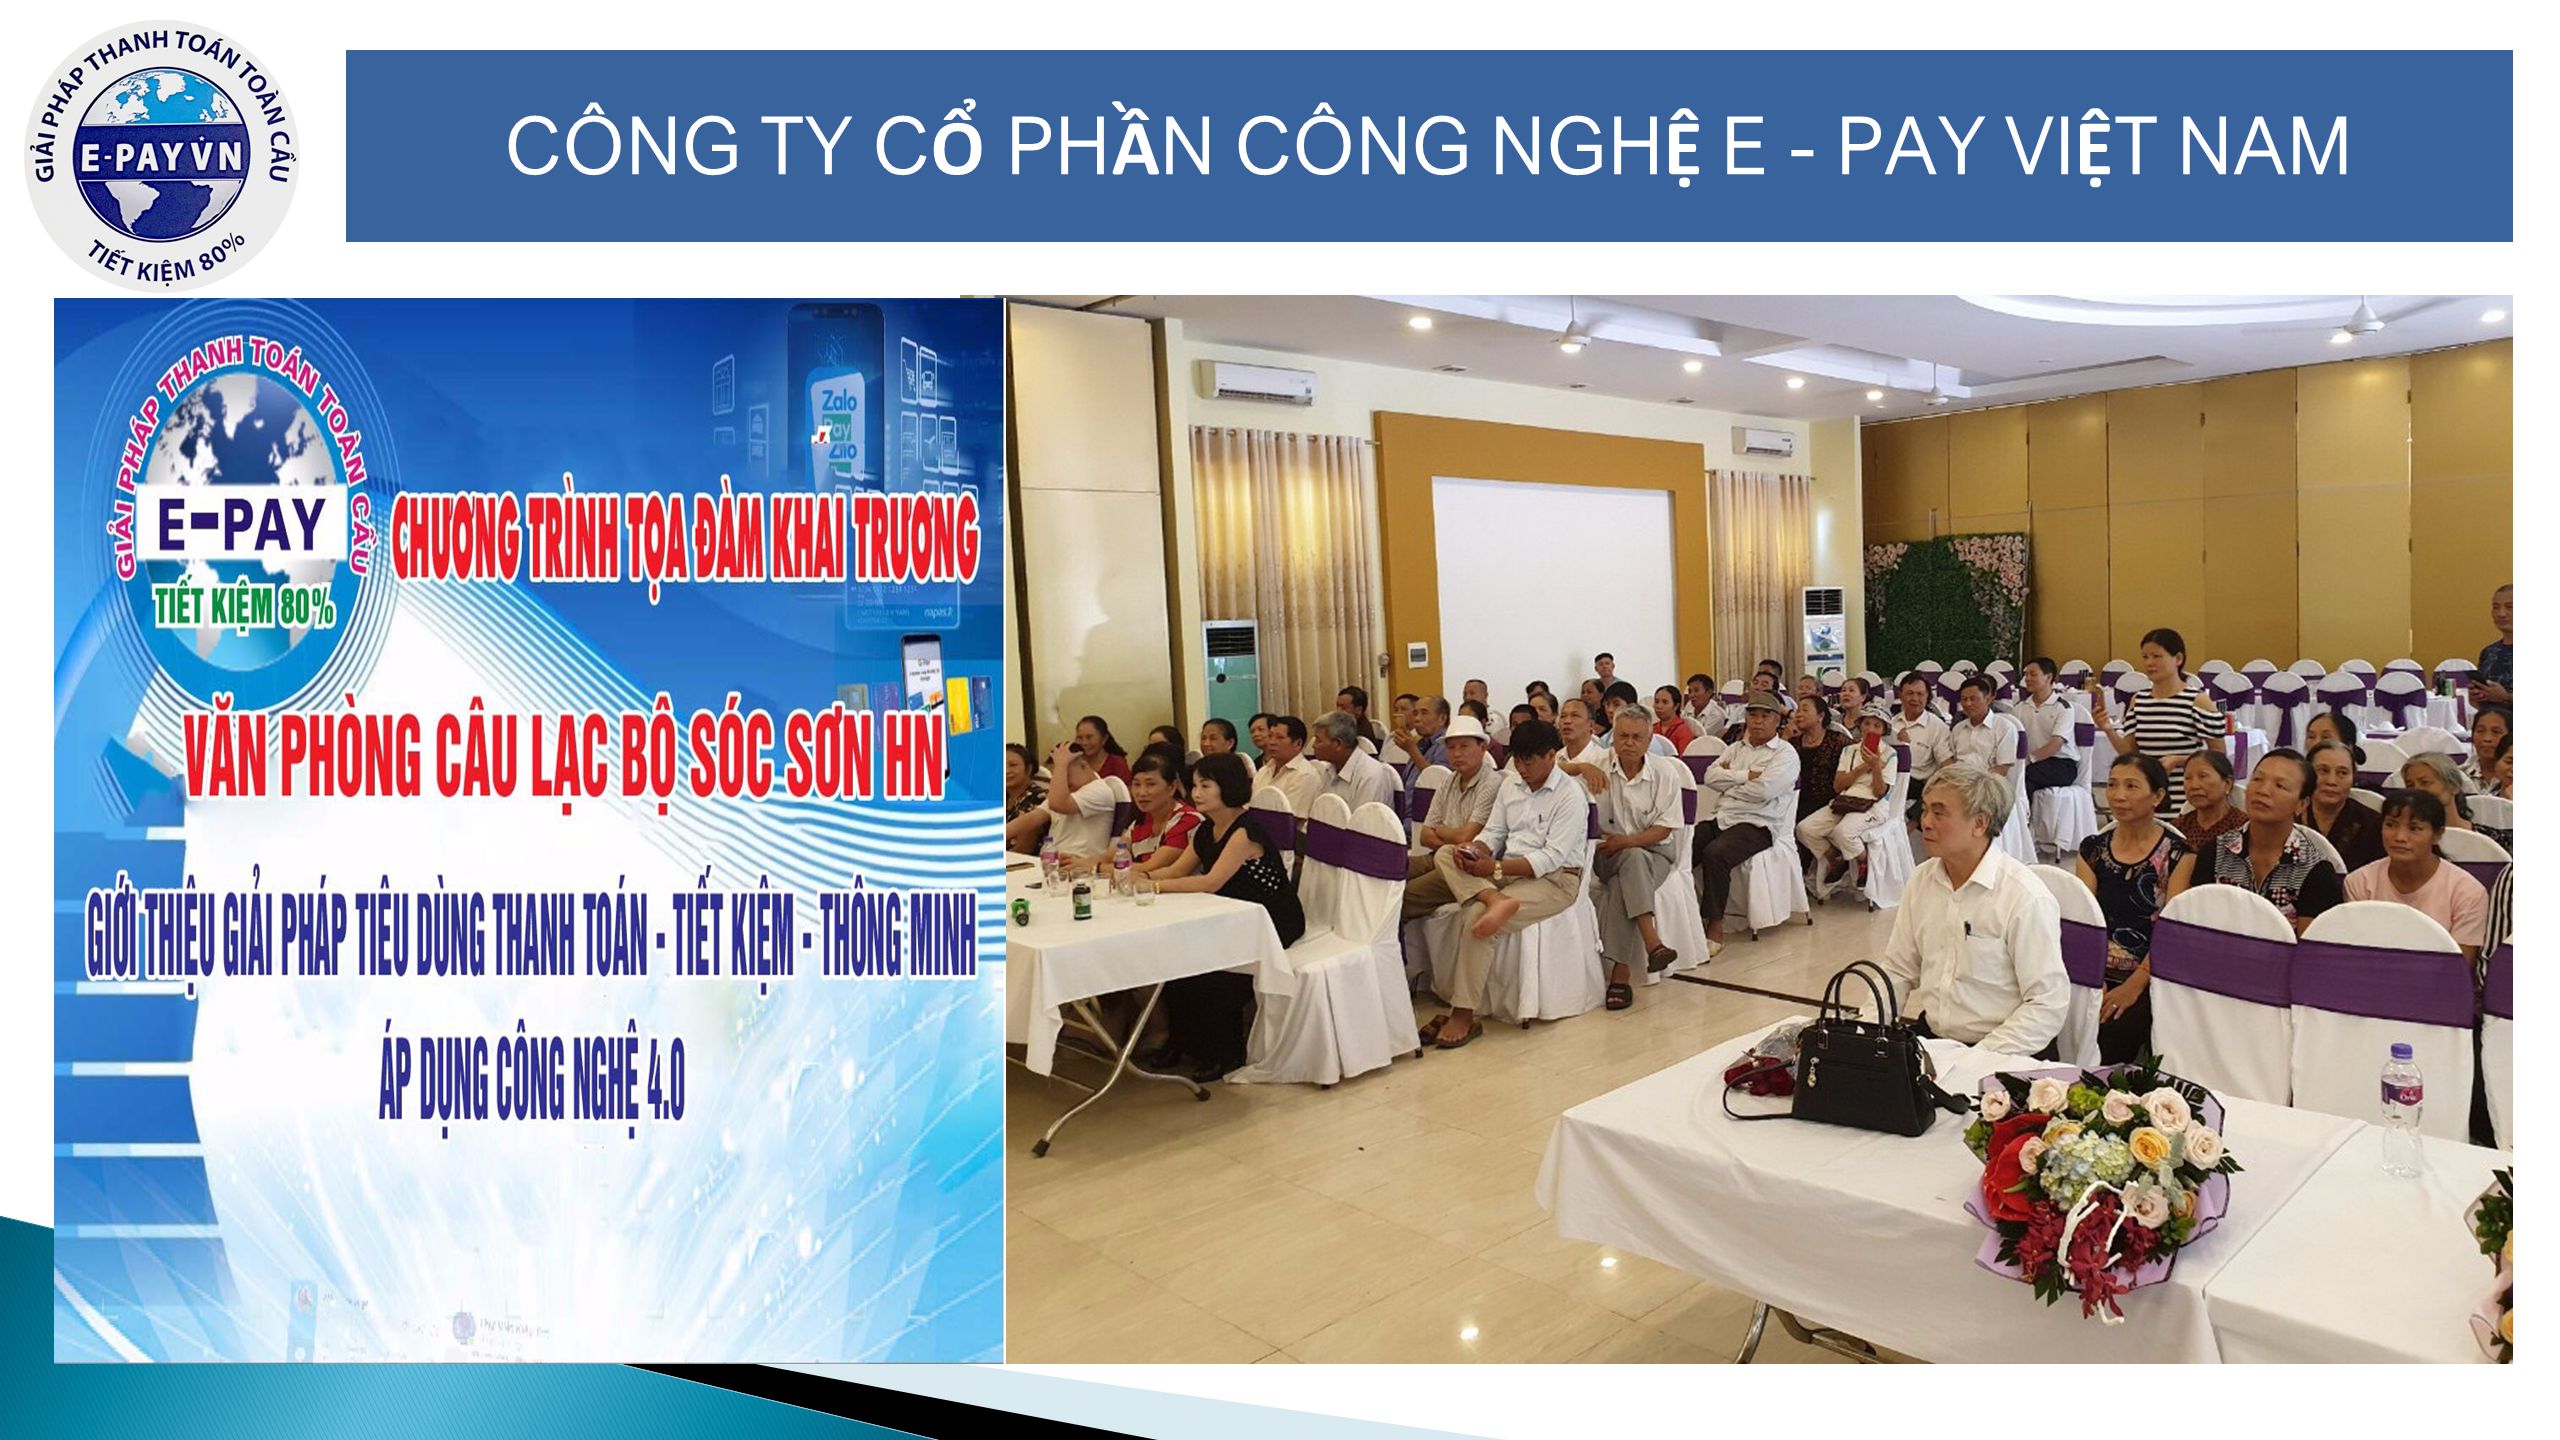 GIẢI PHÁP THANH TOÁN TOÀN CẦU
E-PAY VN
TIẾT KIỆM 80%
CÔNG TY CỔ PHẦN CÔNG NGHỆ E - PAY VIỆT NAM
GIẢI PHÁP THANH TOÁN TOÀN CẦU
E-PAY
TIẾT KIỆM 80%
Zalo
Pay
CHƯƠNG TRÌNH TỌA ĐÀM KHAI TRƯƠNG
napas
VĂN PHÒNG CÂU LẠC BỘ SÓC SƠN HN
GIỚI THIỆU GIẢI PHÁP TIÊU DÙNG THANH TOÁN - TIẾT KIỆM - THÔNG MINH
ÁP DỤNG CÔNG NGHỆ 4.0